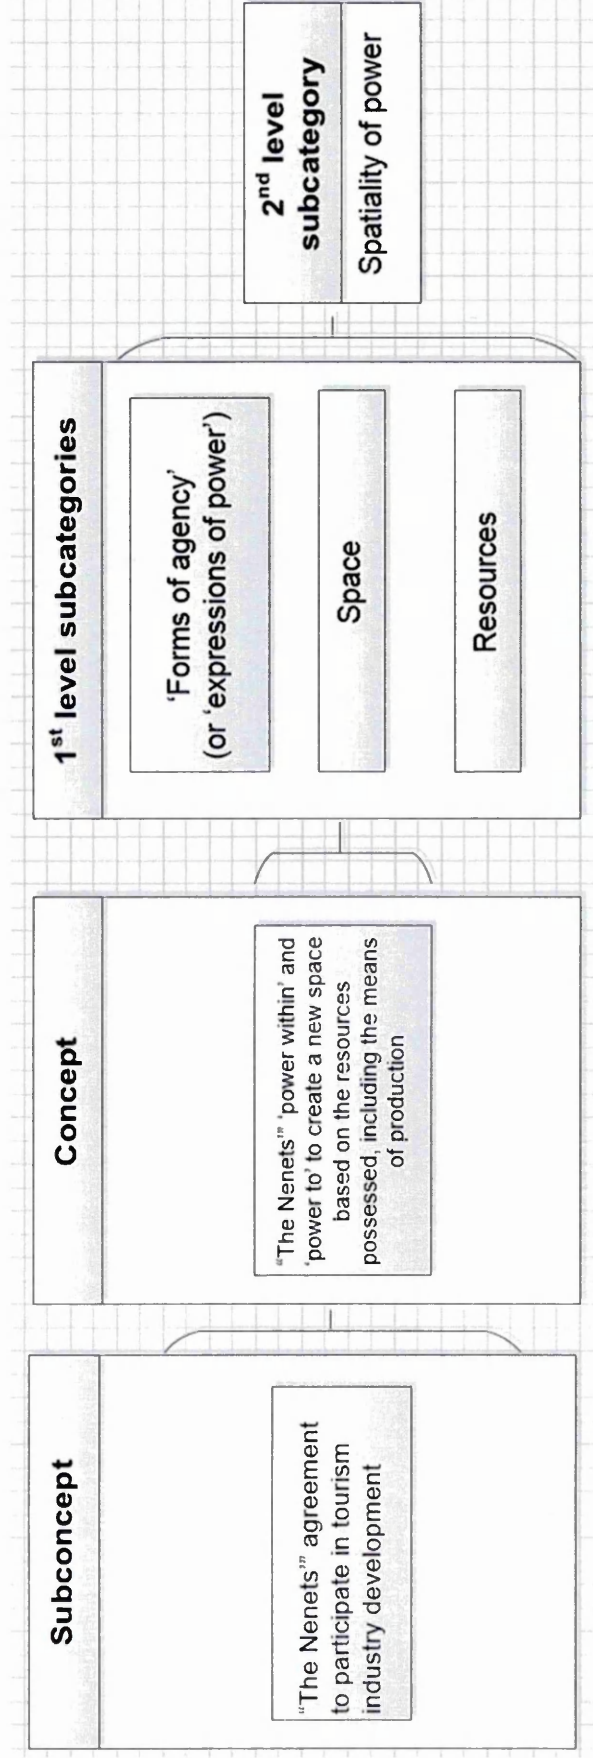 Subconcept
“The Nenets’” agreement
to participate in tourism
industry development
Concept
“The Nenets’” ‘power within’ and
‘power to’ to create a new space
based on the resources
possessed, including the means
of production
1st level subcategories
‘Forms of agency’
(or ‘expressions of power’)
Space
Resources
2nd level
subcategory
Spatiality of power